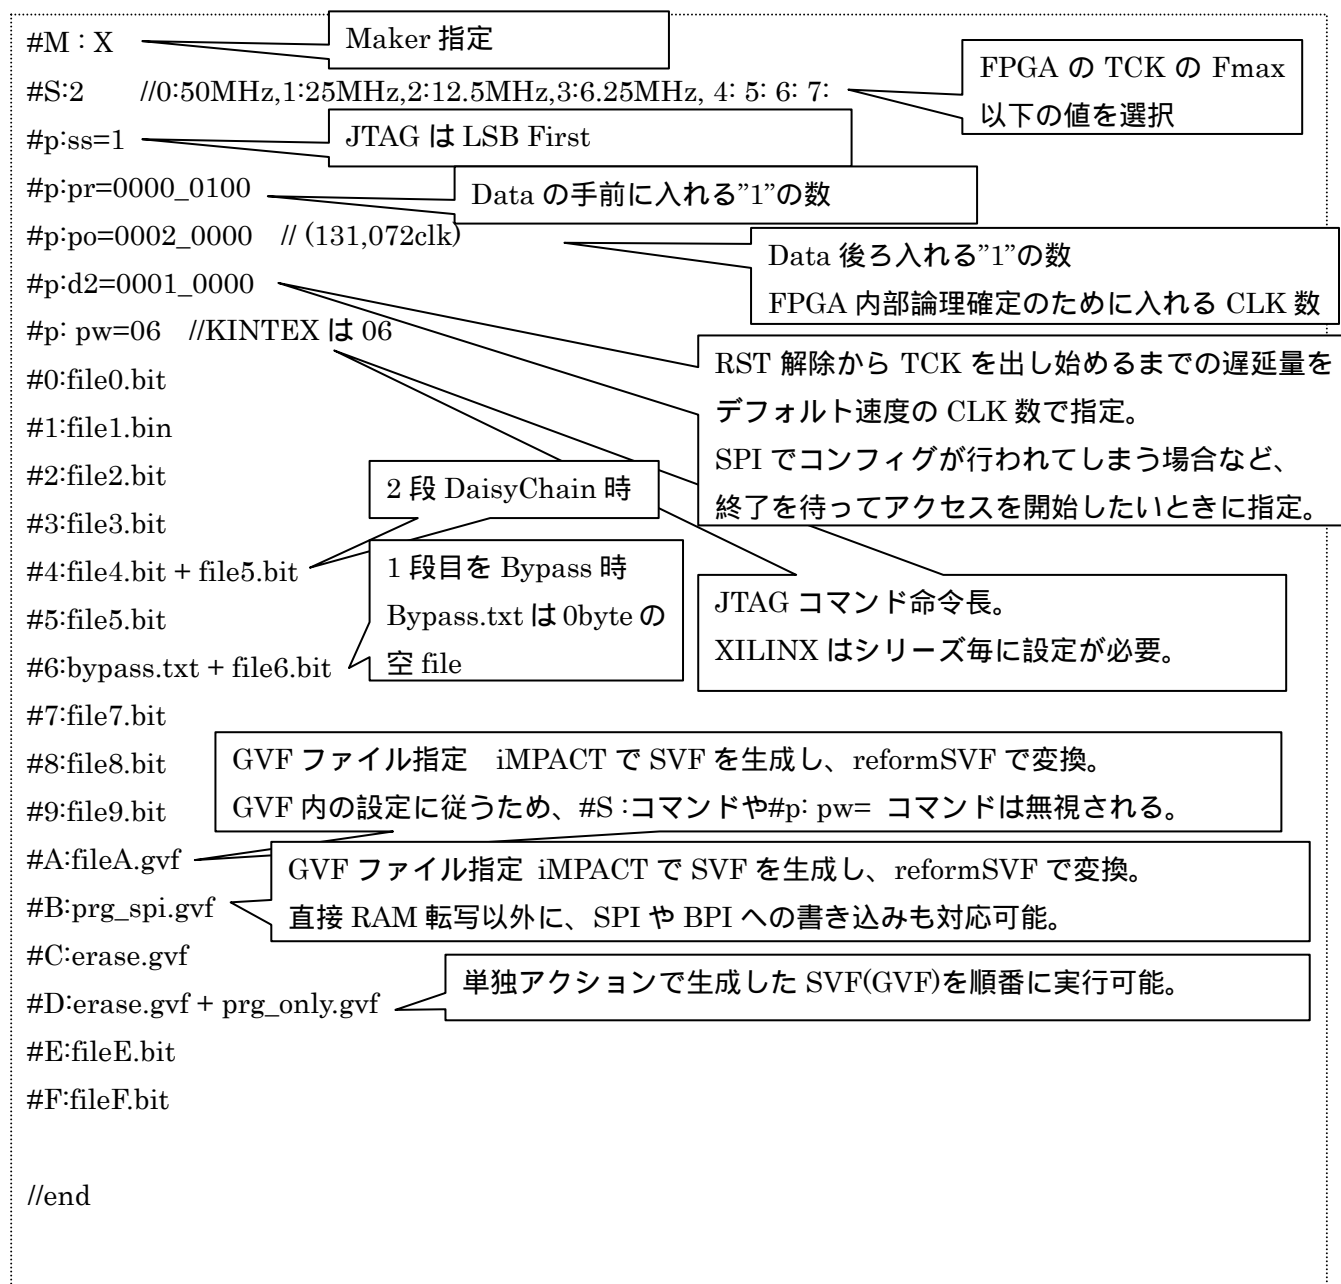 #M : X
Maker 指定
#S:2 //0:50MHz,1:25MHz,2:12.5MHz,3:6.25MHz, 4: 5: 6: 7:
FPGA の TCK の Fmax
以下の値を選択
#p:ss=1
JTAG は LSB First
#p:pr=0000_0100
Data の手前に入れる”1”の数
#p:po=0002_0000 // (131,072clk)
Data 後ろ入れる”1”の数
FPGA 内部論理確定のために入れる CLK 数
#p:d2=0001_0000
RST 解除から TCK を出し始めるまでの遅延量を
デフォルト速度の CLK 数で指定。
SPI でコンフィグが行われてしまう場合など、
終了を待ってアクセスを開始したいときに指定。
#p: pw=06 //KINTEX は 06
JTAG コマンド命令長。
XILINX はシリーズ毎に設定が必要。
#0:file0.bit
#1:file1.bin
#2:file2.bit
#3:file3.bit
#4:file4.bit + file5.bit
2 段 DaisyChain 時
#5:file5.bit
#6:bypass.txt + file6.bit
1 段目を Bypass 時
Bypass.txt は 0byte の
空 file
#7:file7.bit
#8:file8.bit
#9:file9.bit
#A:fileA.gvf
GVF ファイル指定 iMPACT で SVF を生成し、reformSVF で変換。
GVF 内の設定に従うため、#S :コマンドや#p: pw= コマンドは無視される。
#B:prg_spi.gvf
GVF ファイル指定 iMPACT で SVF を生成し、reformSVF で変換。
直接 RAM 転写以外に、SPI や BPI への書き込みも対応可能。
#C:erase.gvf
#D:erase.gvf + prg_only.gvf
単独アクションで生成した SVF(GVF)を順番に実行可能。
#E:fileE.bit
#F:fileF.bit
//end